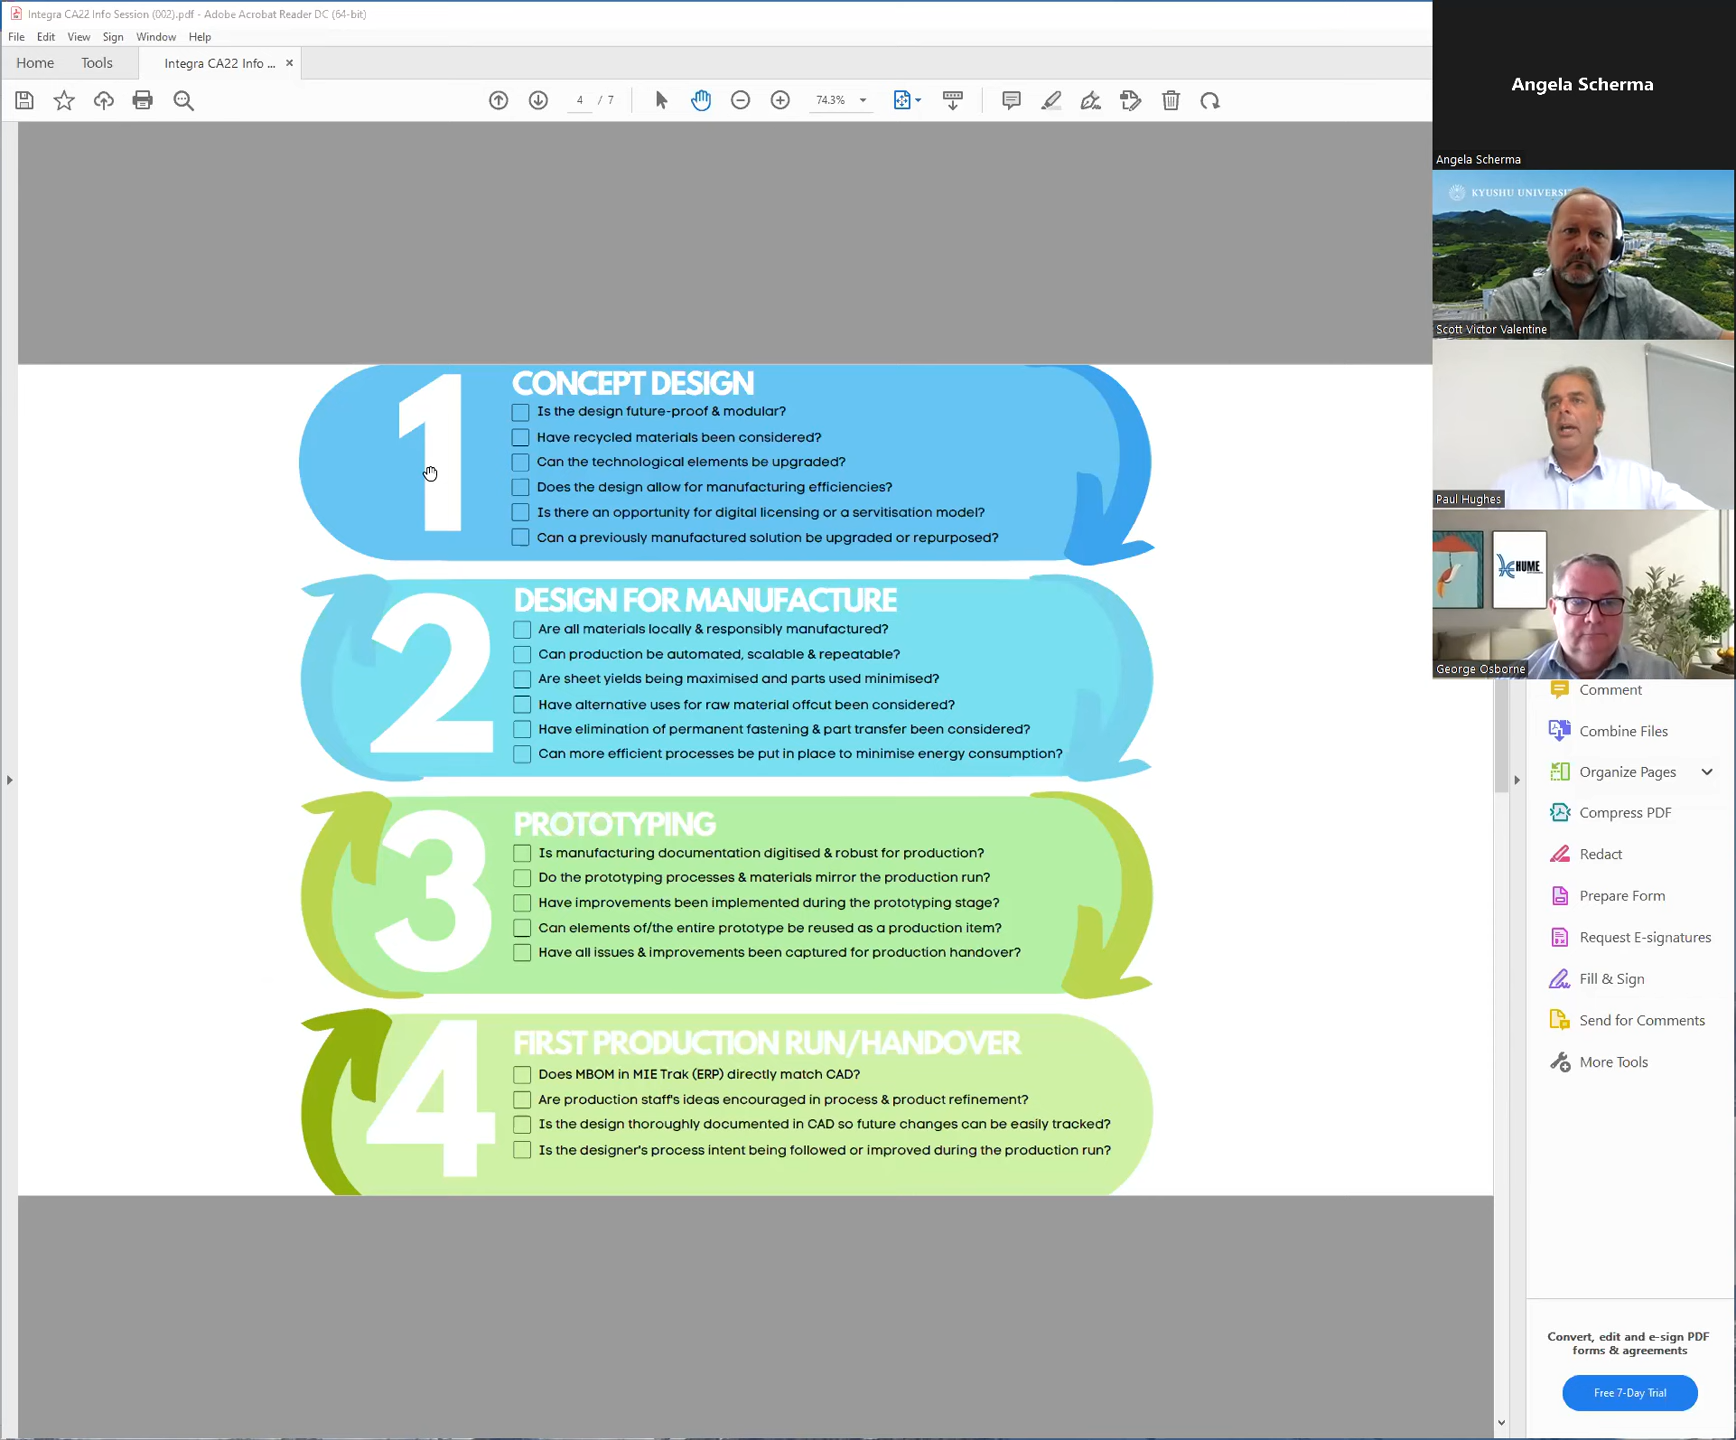 Integra CA22 Info Session (002).pdf - Adobe Acrobat Reader DC (64-bit)
File Edit View Sign Window Help
Home Tools Integra CA22 Info ... ×
4 / 7 74.3%
CONCEPT DESIGN
1
Is the design future-proof & modular?
Have recycled materials been considered?
Can the technological elements be upgraded?
Does the design allow for manufacturing efficiencies?
Is there an opportunity for digital licensing or a servitisation model?
Can a previously manufactured solution be upgraded or repurposed?
DESIGN FOR MANUFACTURE
2
Are all materials locally & responsibly manufactured?
Can production be automated, scalable & repeatable?
Are sheet yields being maximised and parts used minimised?
Have alternative uses for raw material offcut been considered?
Have elimination of permanent fastening & part transfer been considered?
Can more efficient processes be put in place to minimise energy consumption?
PROTOTYPING
3
Is manufacturing documentation digitised & robust for production?
Do the prototyping processes & materials mirror the production run?
Have improvements been implemented during the prototyping stage?
Can elements of/the entire prototype be reused as a production item?
Have all issues & improvements been captured for production handover?
FIRST PRODUCTION RUN/HANDOVER
4
Does MBOM in MIE Trak (ERP) directly match CAD?
Are production staff's ideas encouraged in process & product refinement?
Is the design thoroughly documented in CAD so future changes can be easily tracked?
Is the designer's process intent being followed or improved during the production run?
Angela Scherma
Angela Scherma
KYUSHU UNIVERSI
Scott Victor Valentine
Paul Hughes
HUME
George Osborne
Comment
Combine Files
Organize Pages
Compress PDF
Redact
Prepare Form
Request E-signatures
Fill & Sign
Send for Comments
More Tools
Convert, edit and e-sign PDF
forms & agreements
Free 7-Day Trial